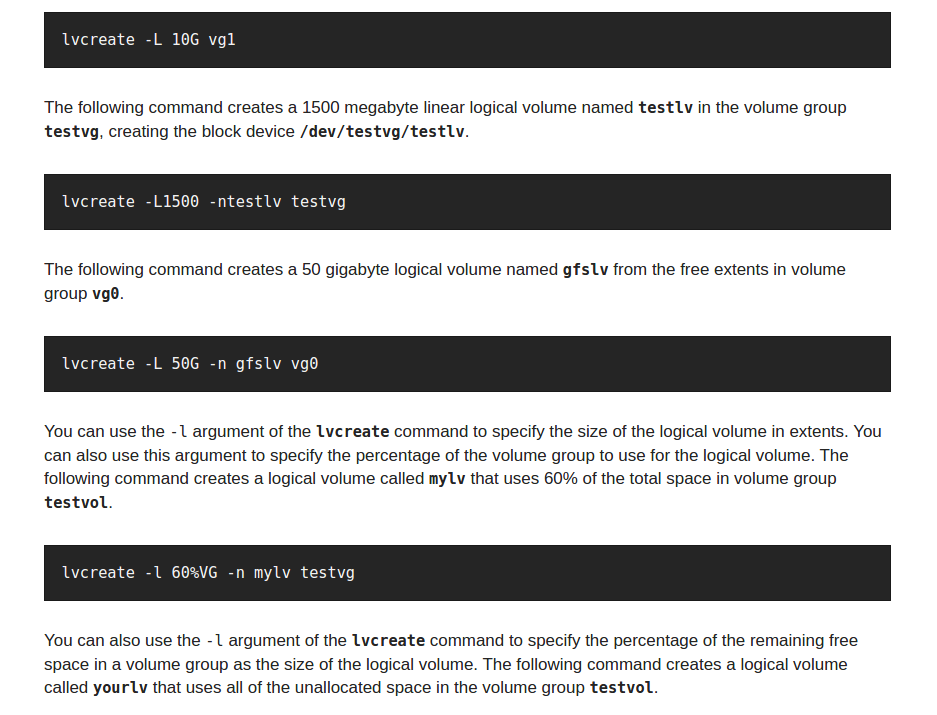 lvcreate -L 10G vg1
The following command creates a 1500 megabyte linear logical volume named testlv in the volume group
testvg, creating the block device /dev/testvg/testlv.
lvcreate -L1500 -ntestlv testvg
The following command creates a 50 gigabyte logical volume named gfslv from the free extents in volume
group vg0.
lvcreate -L 50G -n gfslv vg0
You can use the -l argument of the lvcreate command to specify the size of the logical volume in extents. You
can also use this argument to specify the percentage of the volume group to use for the logical volume. The
following command creates a logical volume called mylv that uses 60% of the total space in volume group
testvol.
lvcreate -l 60%VG -n mylv testvg
You can also use the -l argument of the lvcreate command to specify the percentage of the remaining free
space in a volume group as the size of the logical volume. The following command creates a logical volume
called yourlv that uses all of the unallocated space in the volume group testvol.